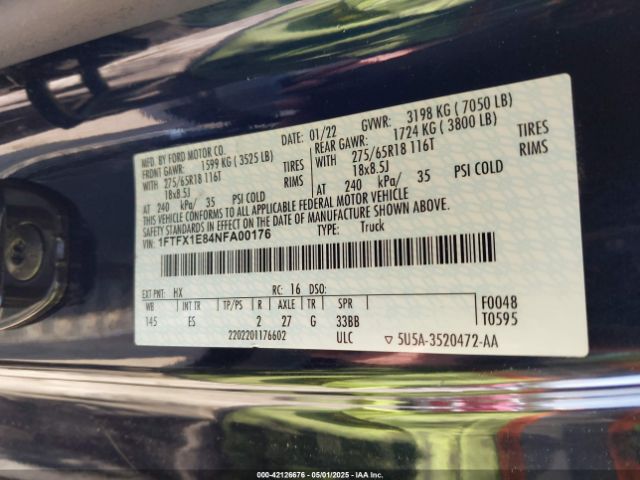 MFD. BY FORD MOTOR CO. DATE: 01/22 GVWR: 3198 KG ( 7050 LB)
FRONT GAWR: 1599 KG ( 3525 LB) REAR GAWR: 1724 KG ( 3800 LB)
WITH 275/65R18 116T TIRES WITH 275/65R18 116T TIRES
18x8.5J RIMS 18x8.5J RIMS
AT 240 kPa/ 35 PSI COLD AT 240 kPa/ 35 PSI COLD
THIS VEHICLE CONFORMS TO ALL APPLICABLE FEDERAL MOTOR VEHICLE
SAFETY STANDARDS IN EFFECT ON THE DATE OF MANUFACTURE SHOWN ABOVE.
VIN: 1FTFX1E84NFA00176 TYPE: Truck
EXT PNT: HX RC: 16 DSO:
WB INT TR TP/PS R AXLE TR SPR F0048
145 ES 2 27 G 33BB T0595
2202201176602 ULC ▽ 5U5A-3520472-AA
000-42126676 - 05/01/2025 - IAA Inc.